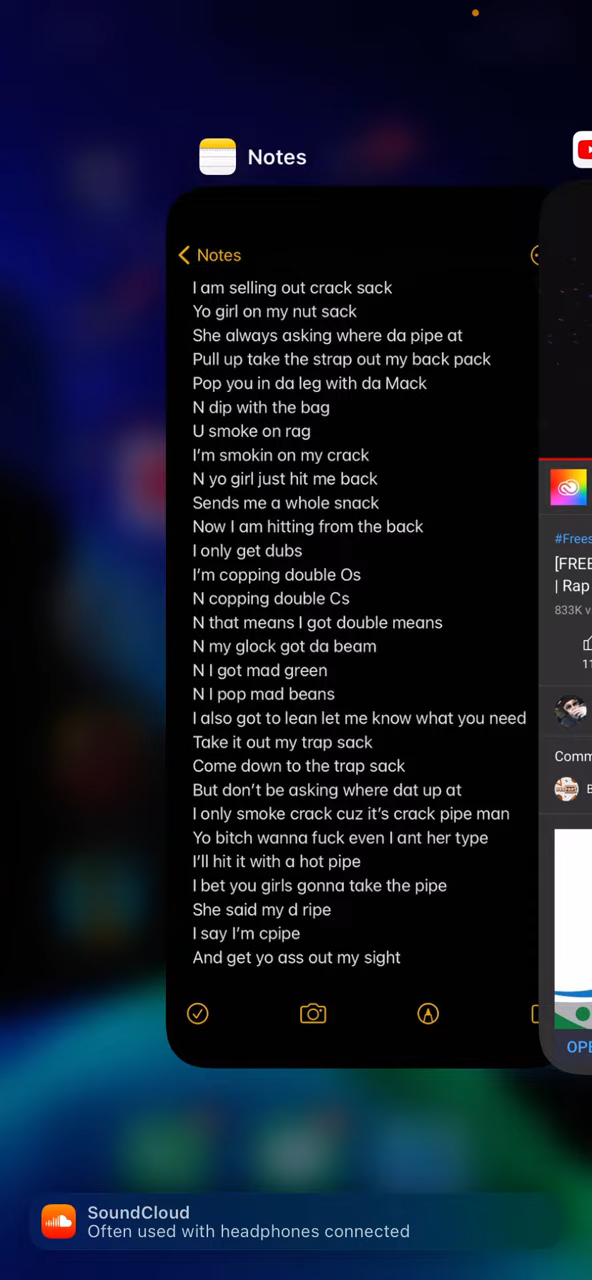 Notes
Notes
I am selling out crack sack
Yo girl on my nut sack
She always asking where da pipe at
Pull up take the strap out my back pack
Pop you in da leg with da Mack
N dip with the bag
U smoke on rag
I'm smokin on my crack
N yo girl just hit me back
Sends me a whole snack
Now I am hitting from the back
I only get dubs
I'm copping double Os
N copping double Cs
N that means I got double means
N my glock got da beam
N I got mad green
N I pop mad beans
I also got to lean let me know what you need
Take it out my trap sack
Come down to the trap sack
But don't be asking where dat up at
I only smoke crack cuz it's crack pipe man
Yo bitch wanna fuck even I ant her type
I'll hit it with a hot pipe
I bet you girls gonna take the pipe
She said my d ripe
I say I'm cpipe
And get yo ass out my sight
#Frees
[FREE
| Rap
833K v
11
Comm
B
OPE
SoundCloud
Often used with headphones connected